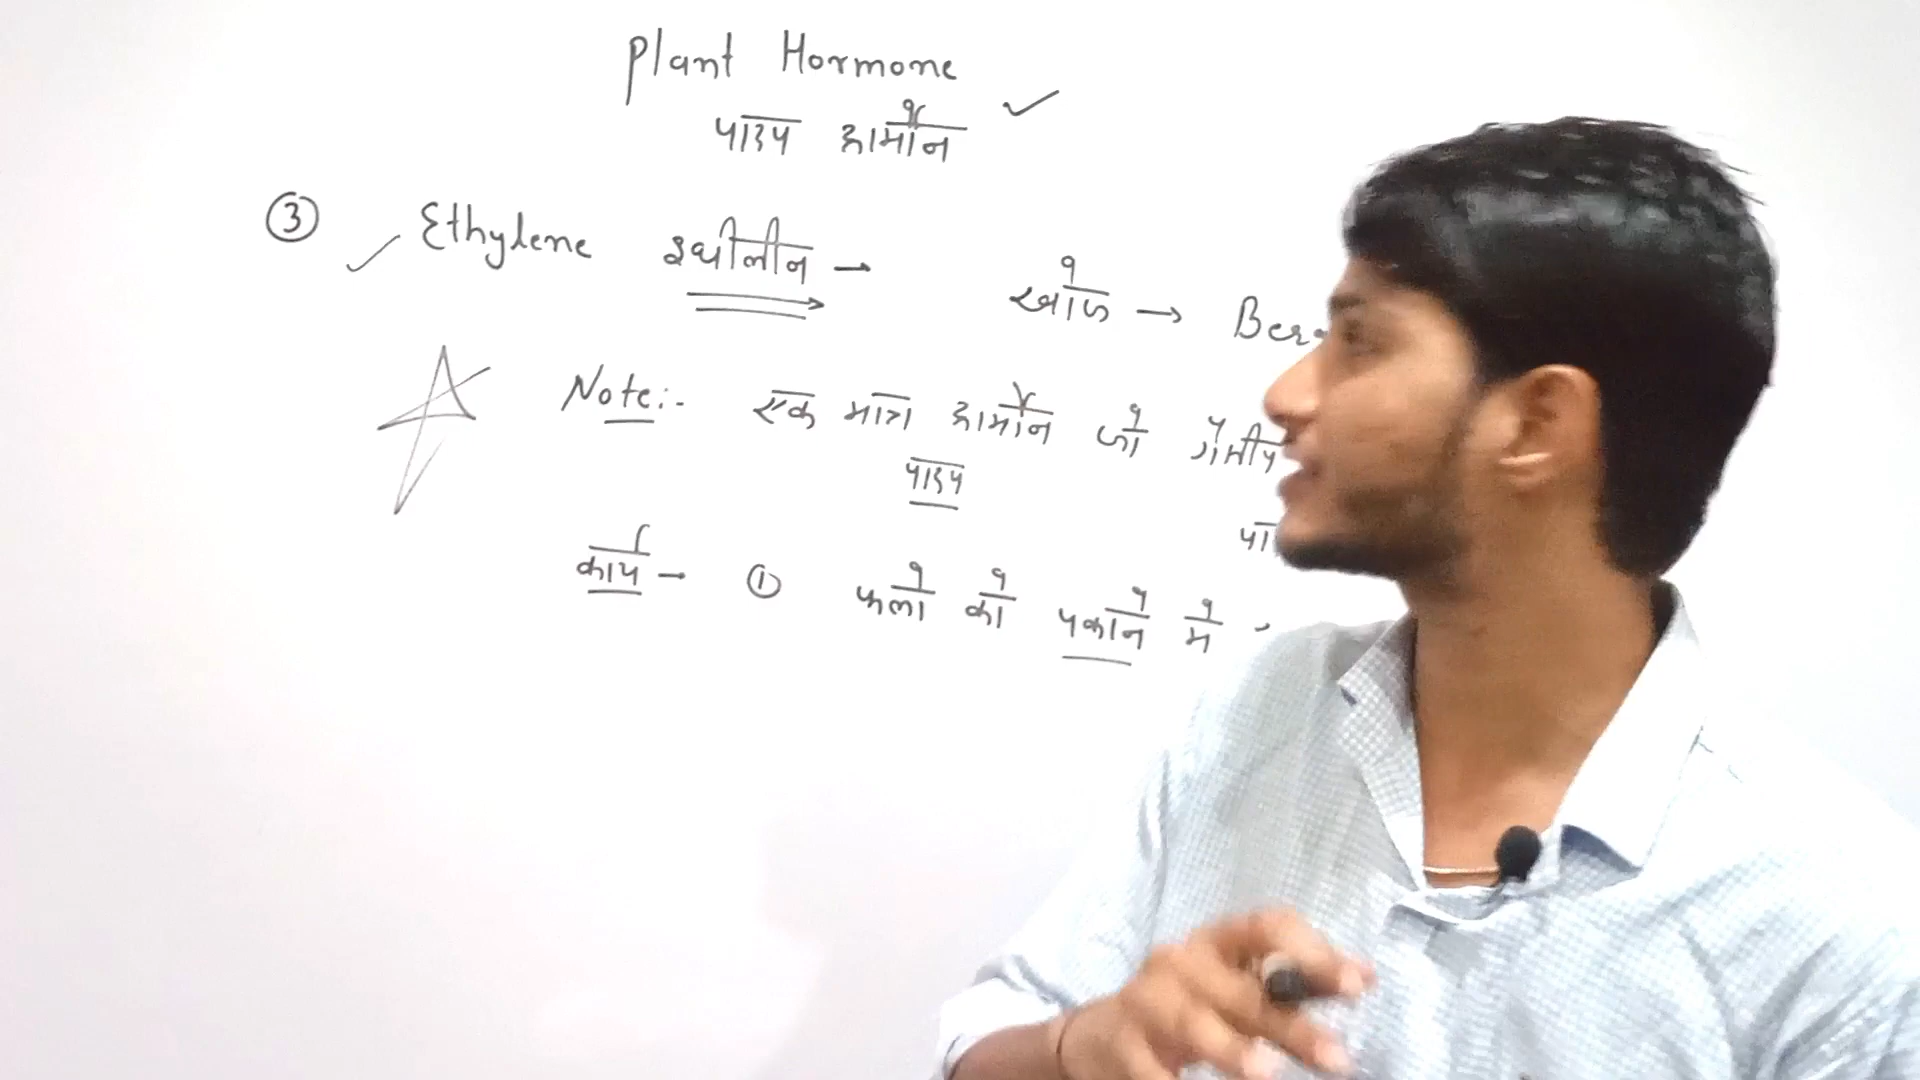 Plant Hormone
पादप हार्मोन
③ Ethylene इथीलीन → खोज → Ber
Note:- एक मात्र हार्मोन जो गैसीय
पादप
कार्य - ① फलो को पकाने में